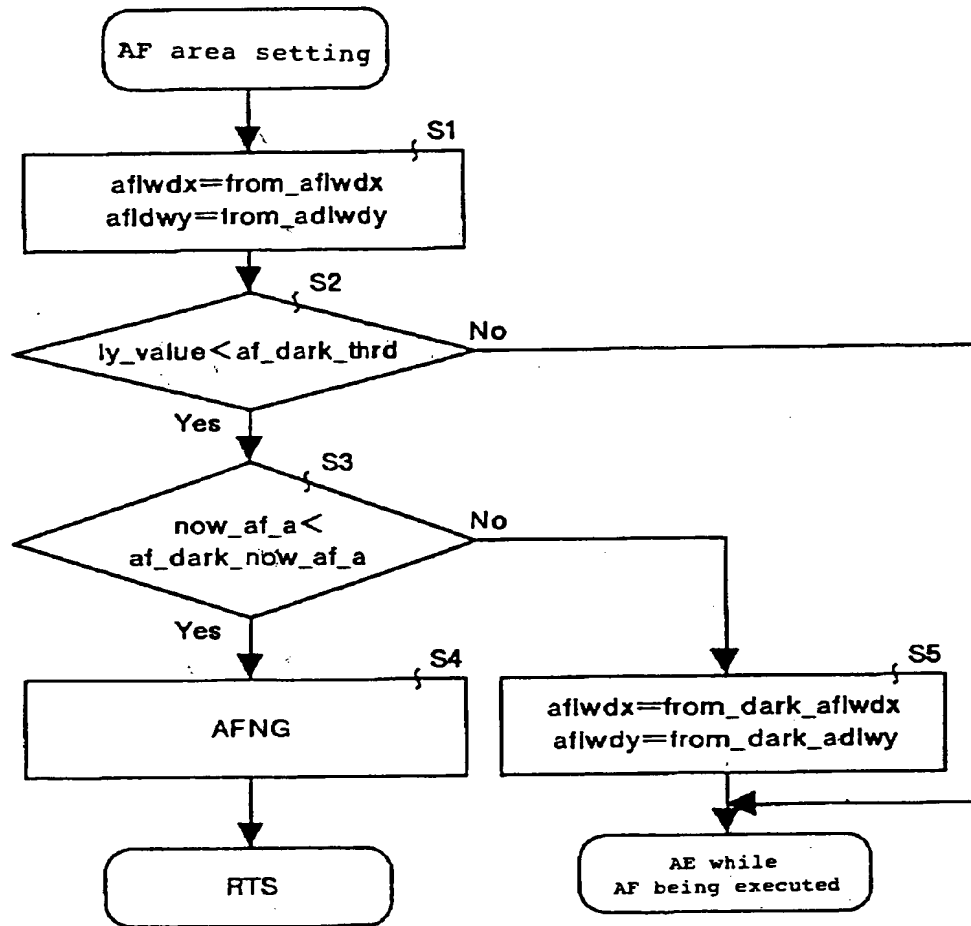 AF area setting
S1
aflwdx=from_aflwdx
afldwy=from_adlwdy
S2
ly_value<af_dark_thrd
No
Yes
S3
now_af_a<
af_dark_now_af_a
No
Yes
S4
AFNG
S5
aflwdx=from_dark_aflwdx
aflwdy=from_dark_adlwy
RTS
AE while
AF being executed